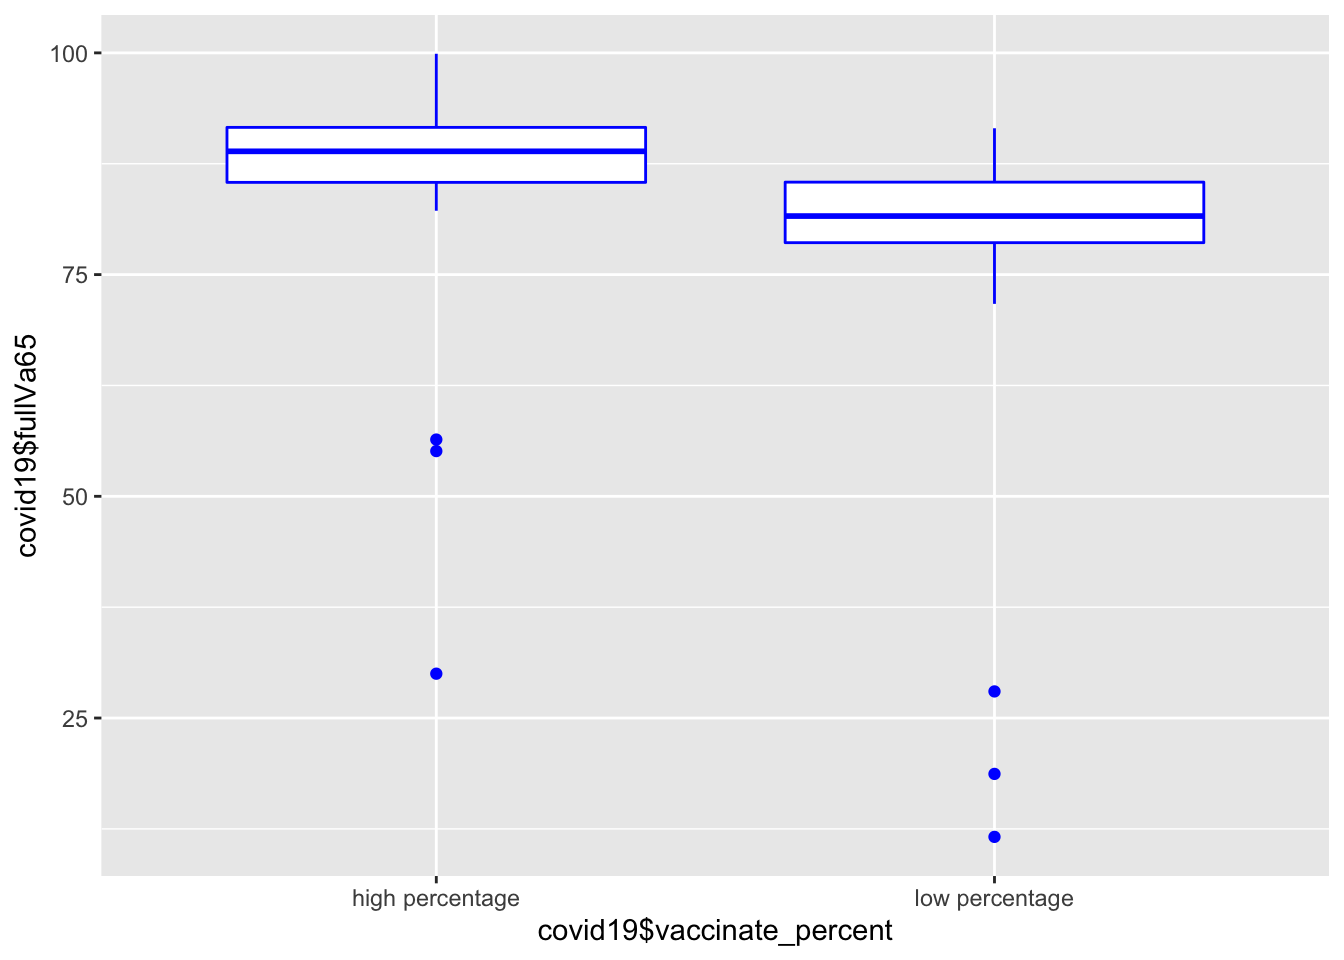 100
75
50
25
covid19$fullVa65
high percentage
low percentage
covid19$vaccinate_percent